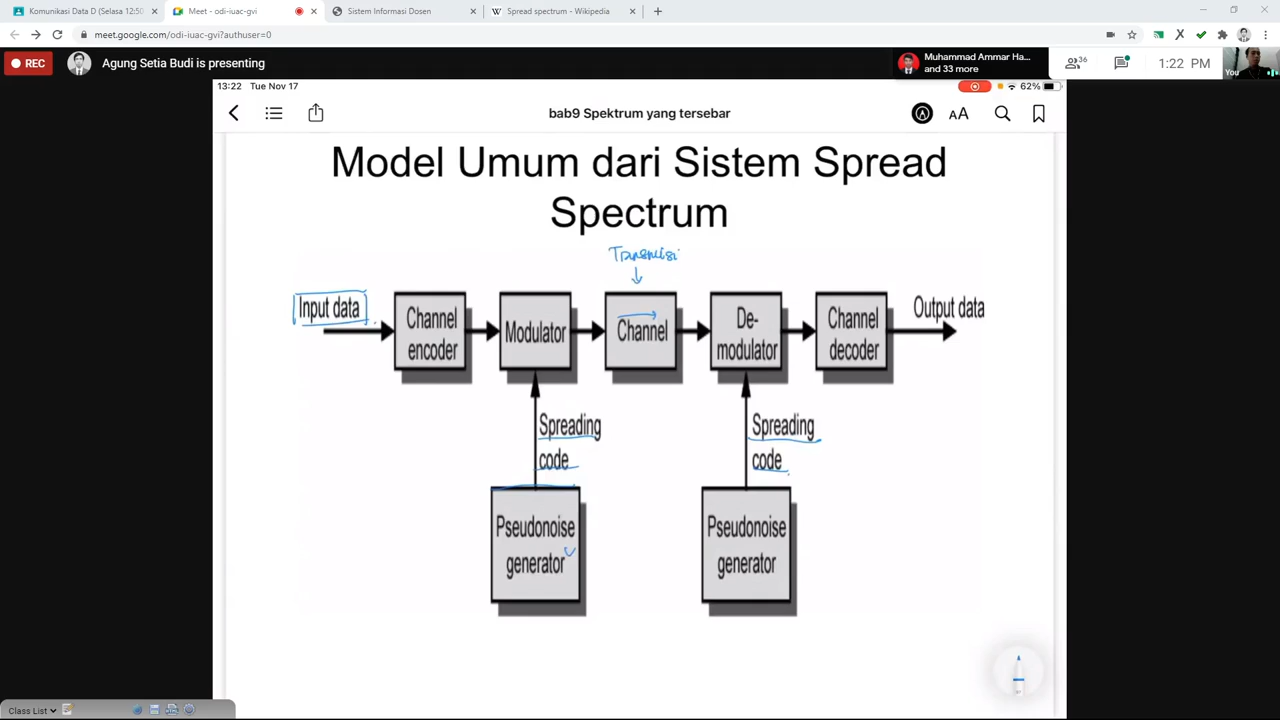 Komunikasi Data D (Selasa 12:50
Meet - odi-iuac-gvi
Sistem Informasi Dosen
Spread spectrum - Wikipedia
meet.google.com/odi-iuac-gvi?authuser=0
REC
Agung Setia Budi is presenting
Muhammad Ammar Ha...
and 33 more
36
1:22 PM
You
13:22 Tue Nov 17
62%
bab9 Spektrum yang tersebar
AA
Model Umum dari Sistem Spread
Spectrum
Transmisi
Input data
Channel
encoder
Modulator
Channel
De-
modulator
Channel
decoder
Output data
Spreading
code
Spreading
code
Pseudonoise
generator
Pseudonoise
generator
Class List